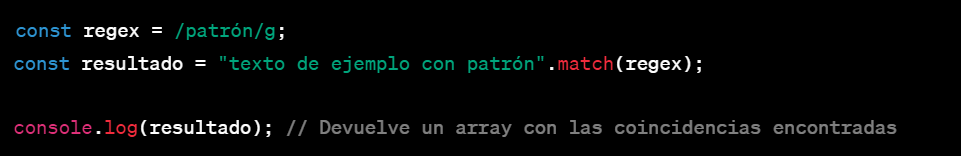 const regex = /patrón/g;
const resultado = "texto de ejemplo con patrón".match(regex);
console.log(resultado); // Devuelve un array con las coincidencias encontradas